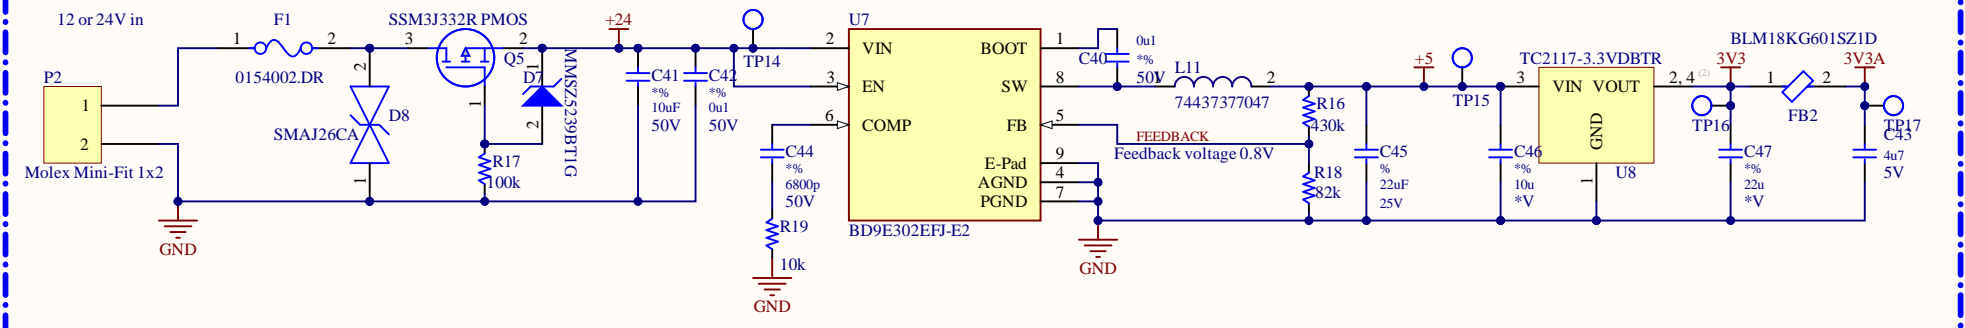 12 or 24V in
P2
1
2
Molex Mini-Fit 1x2
GND
F1
1
2
0154002.DR
2
D8
SMAJ26CA
1
SSM3J332R PMOS
3
2
Q5
1
D7
1
2
MMSZ5239BT1G
R17
100k
+24
C41
*%
10uF
50V
C42
*%
0u1
50V
TP14
C44
*%
6800p
50V
R19
10k
GND
U7
2
VIN
3
EN
6
COMP
BOOT
1
SW
8
FB
5
E-Pad
9
AGND
4
PGND
7
BD9E302EFJ-E2
GND
C40
0u1
*%
50V
1
L11
2
74437377047
FEEDBACK
Feedback voltage 0.8V
R16
430k
R18
82k
C45
%
22uF
25V
+5
TP15
C46
*%
10u
*V
TC2117-3.3VDBTR
3
VIN VOUT
GND
1
U8
2, 4 (2)
3V3
TP16
C47
*%
22u
*V
BLM18KG601SZ1D
1
2
FB2
3V3A
TP17
C43
4u7
5V